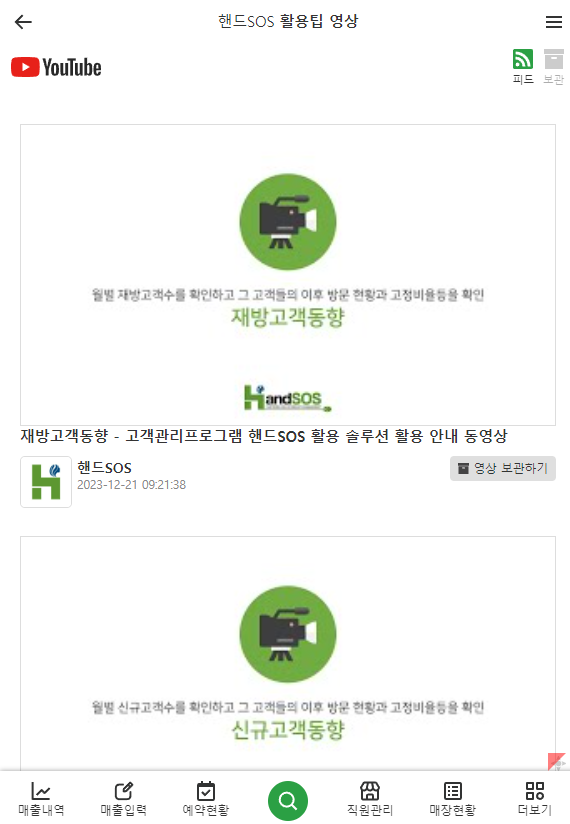 핸드SOS 활용팁 영상
YouTube
피드
보관
월별 재방고객수를 확인하고 그 고객들의 이후 방문 현황과 고정비율등을 확인
재방고객동향
HandSOS
재방고객동향 - 고객관리프로그램 핸드SOS 활용 솔루션 활용 안내 동영상
핸드SOS
영상 보관하기
2023-12-21 09:21:38
월별 신규고객수를 확인하고 그 고객들의 이후 방문 현황과 고정비율등을 확인
신규고객동향
매출내역
매출입력
예약현황
직원관리
매장현황
더보기